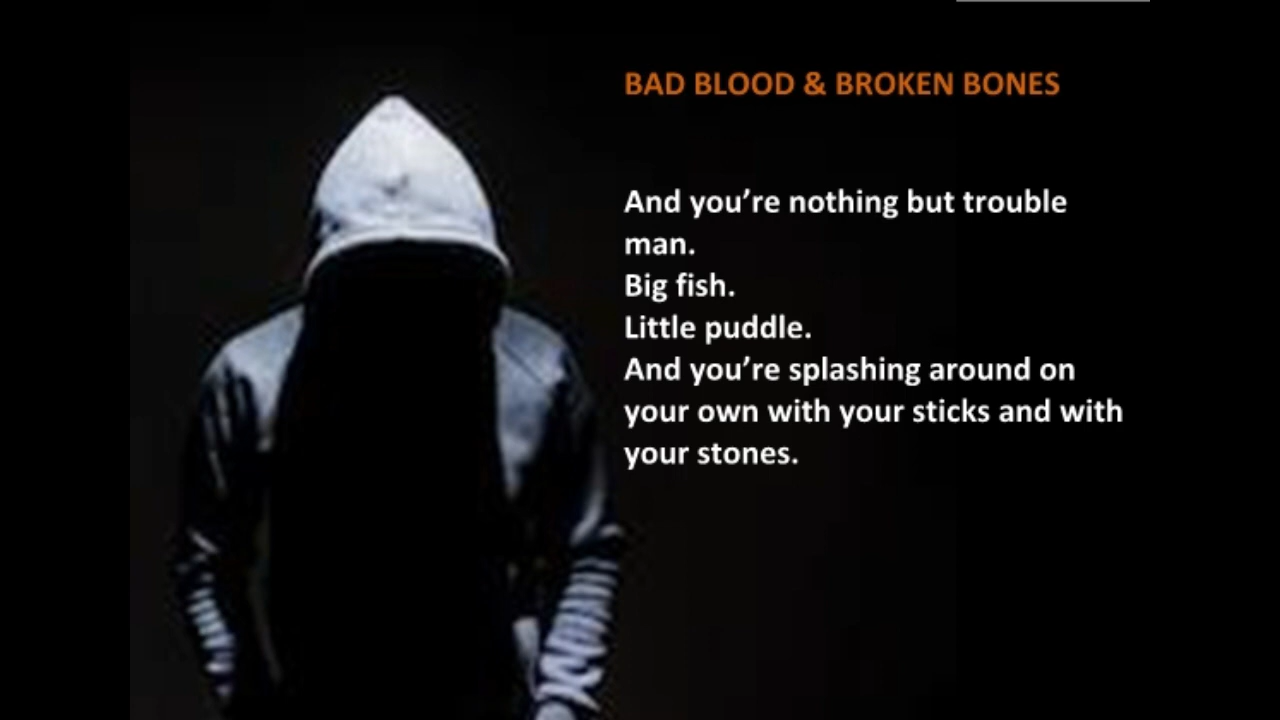 BAD BLOOD & BROKEN BONES
And you’re nothing but trouble
man.
Big fish.
Little puddle.
And you’re splashing around on
your own with your sticks and with
your stones.